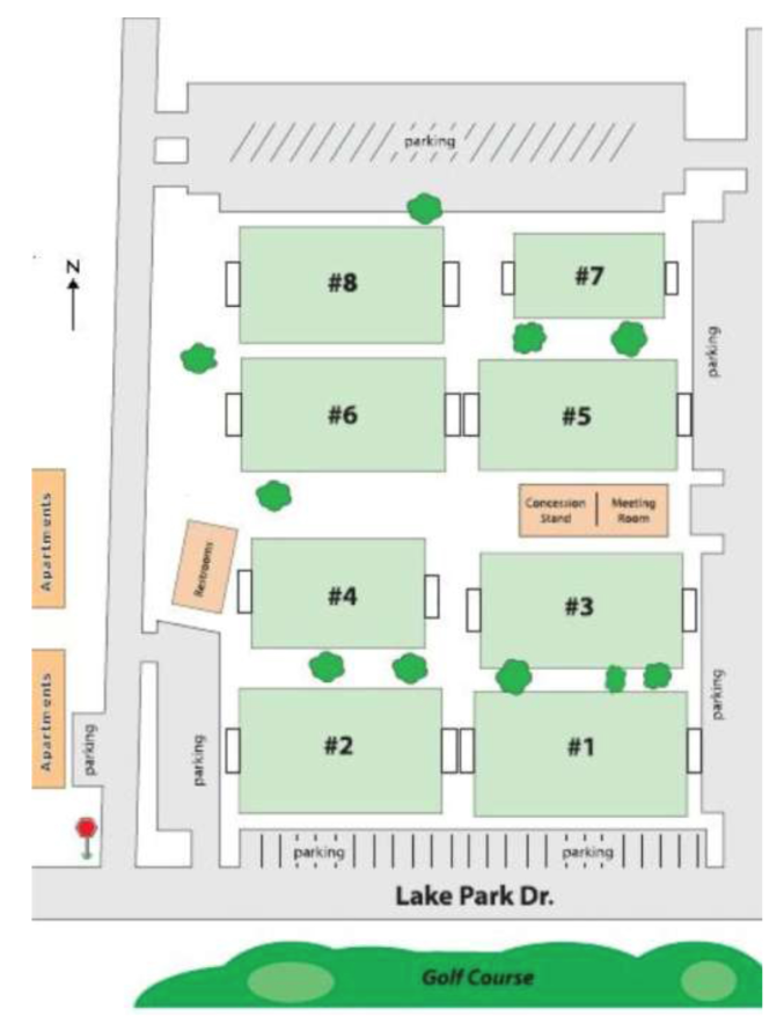 parking
N
#8
#7
parking
#6
#5
Apartments
Concession
Stand
Meeting
Room
Restrooms
#4
#3
Apartments
parking
parking
parking
#2
#1
parking
parking
Lake Park Dr.
Golf Course